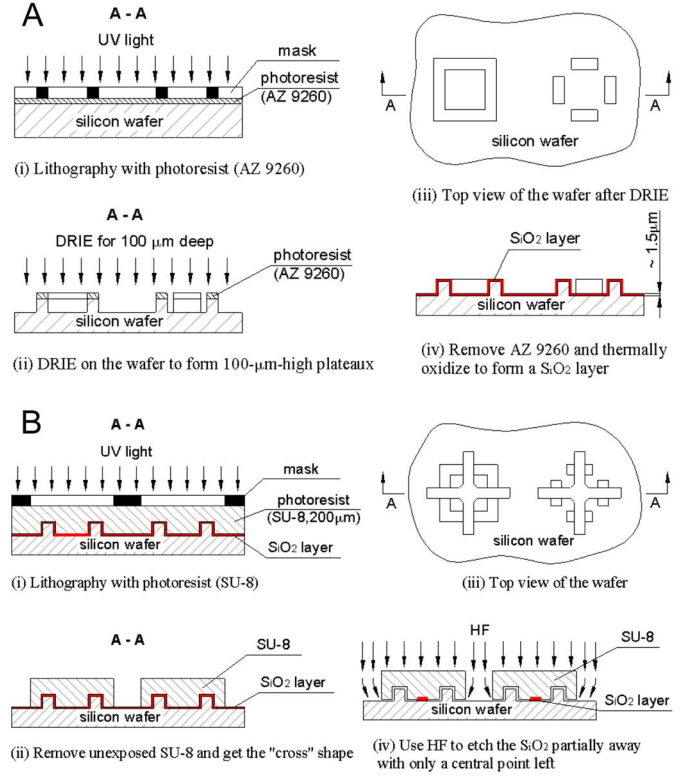 A
A - A
UV light
mask
photoresist
(AZ 9260)
silicon wafer
(i) Lithography with photoresist (AZ 9260)
A
A
silicon wafer
(iii) Top view of the wafer after DRIE
A - A
DRIE for 100 μm deep
photoresist
(AZ 9260)
silicon wafer
(ii) DRIE on the wafer to form 100-μm-high plateaux
SiO2 layer
~ 1.5μm
silicon wafer
(iv) Remove AZ 9260 and thermally
oxidize to form a SiO2 layer
B
A - A
UV light
mask
photoresist
(SU-8,200μm)
SiO2 layer
silicon wafer
(i) Lithography with photoresist (SU-8)
A
A
silicon wafer
(iii) Top view of the wafer
A - A
SU-8
SiO2 layer
silicon wafer
(ii) Remove unexposed SU-8 and get the "cross" shape
HF
SU-8
SiO2 layer
silicon wafer
(iv) Use HF to etch the SiO2 partially away
with only a central point left